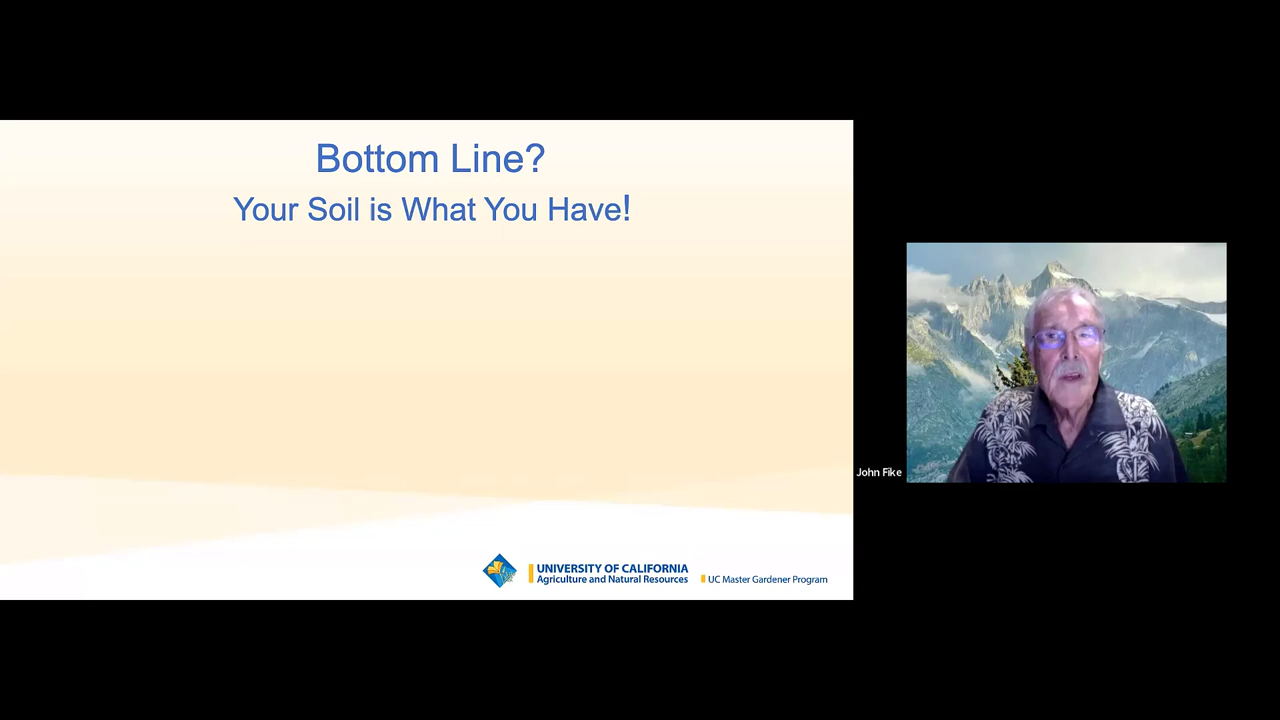 Bottom Line?
Your Soil is What You Have!
John Fike
UNIVERSITY OF CALIFORNIA
Agriculture and Natural Resources
UC Master Gardener Program